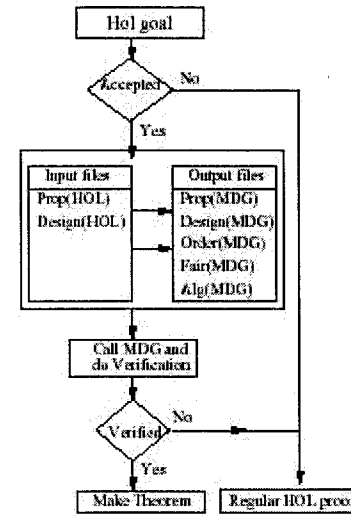 Hol goal
Accepted
No
Yes
Input files
Prop(HOL)
Design(HOL)
Output files
Prop(MDG)
Design(MDG)
Order(MDG)
Fair(MDG)
Alg(MDG)
Call MDG and
do Verification
Verified
No
Yes
Make Theorem
Regular HOL proo